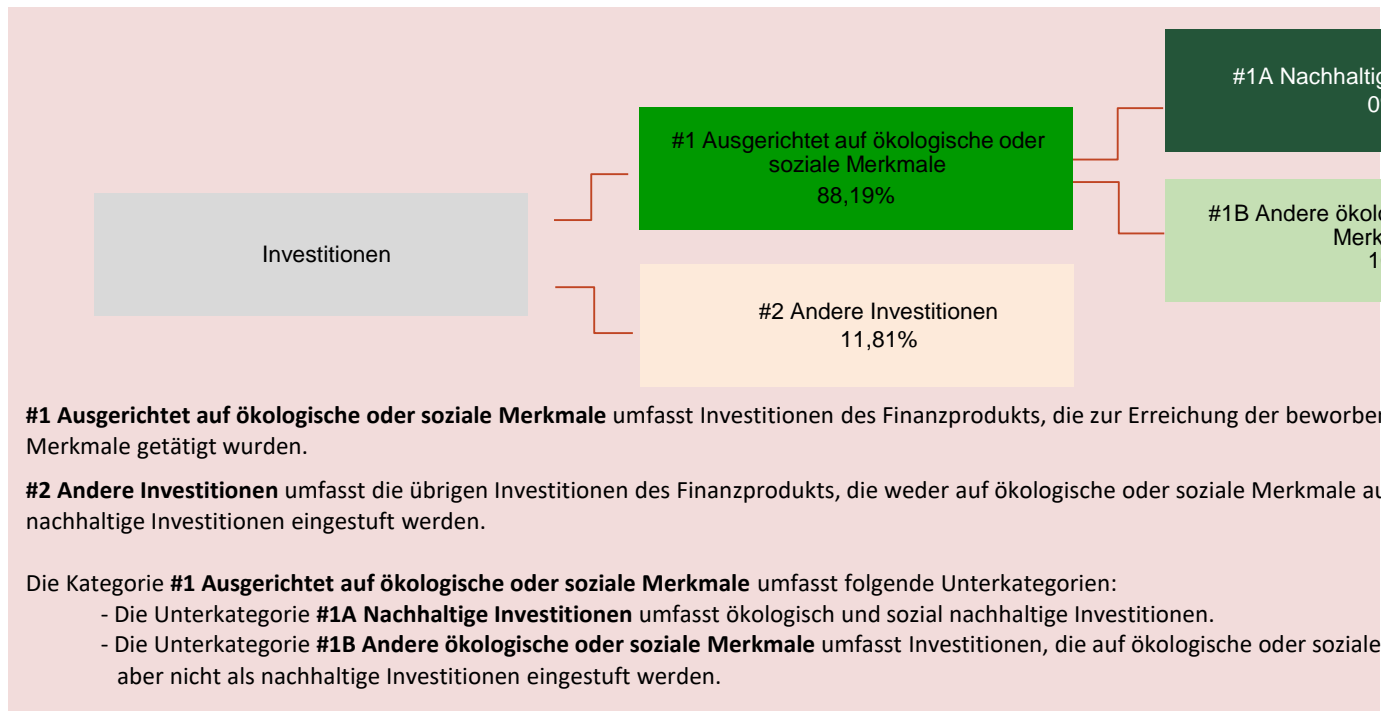 #1A
0
#1 Ausgerichtet auf ökologische oder
soziale Merkmale
88,19%
#1B Andere
1
Investitionen
#2 Andere Investitionen
11,81%
#1 Ausgerichtet auf ökologische oder soziale Merkmale umfasst Investitionen des Finanzprodukts, die zur Erreichung der
Merkmale getätigt wurden.
#2 Andere Investitionen umfasst die übrigen Investitionen des Finanzprodukts, die weder auf ökologische oder soziale Merkmale
nachhaltige Investitionen eingestuft werden.
Die Kategorie #1 Ausgerichtet auf ökologische oder soziale Merkmale umfasst folgende Unterkategorien:
- Die Unterkategorie #1A Nachhaltige Investitionen umfasst ökologisch und sozial nachhaltige Investitionen.
- Die Unterkategorie #1B Andere ökologische oder soziale Merkmale umfasst Investitionen, die auf ökologische oder soziale
aber nicht als nachhaltige Investitionen eingestuft werden.